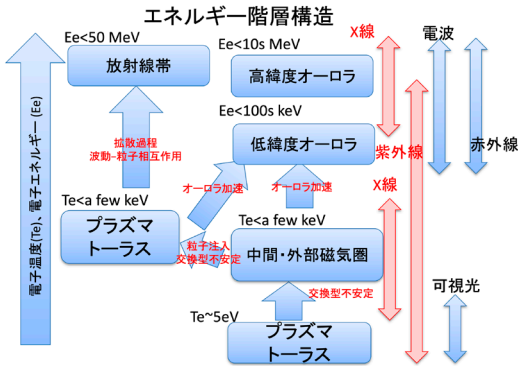 エネルギー階層構造
Ee<50 MeV
放射線帯
Ee<10s MeV
高緯度オーロラ
Ee<100s keV
低緯度オーロラ
X線
電波
紫外線
赤外線
X線
可視光
拡散過程
波動–粒子相互作用
オーロラ加速
オーロラ加速
Te<a few keV
プラズマ
トーラス
粒子注入
交換型不安定
Te<a few keV
中間・外部磁気圏
交換型不安定
Te~5eV
プラズマ
トーラス
電子温度(Te)、電子エネルギー(Ee)